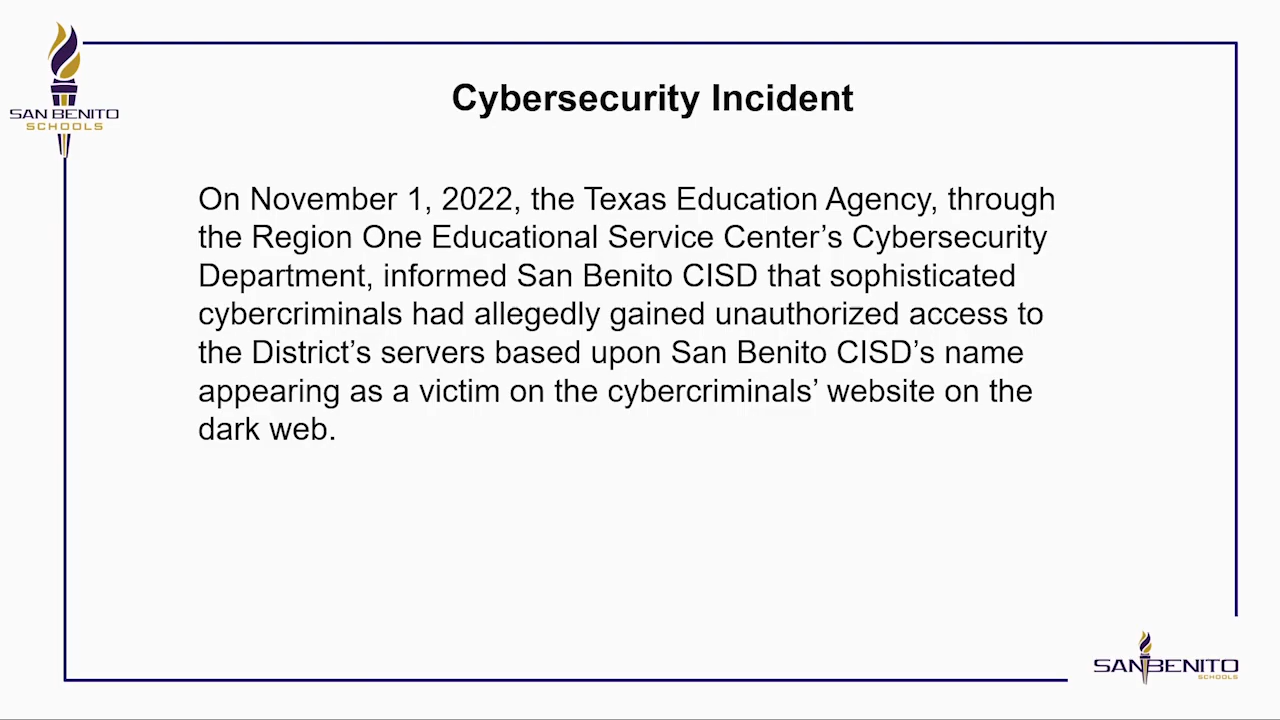 SAN BENITO
SCHOOLS
Cybersecurity Incident
On November 1, 2022, the Texas Education Agency, through
the Region One Educational Service Center’s Cybersecurity
Department, informed San Benito CISD that sophisticated
cybercriminals had allegedly gained unauthorized access to
the District’s servers based upon San Benito CISD’s name
appearing as a victim on the cybercriminals’ website on the
dark web.
SAN BENITO
SCHOOLS